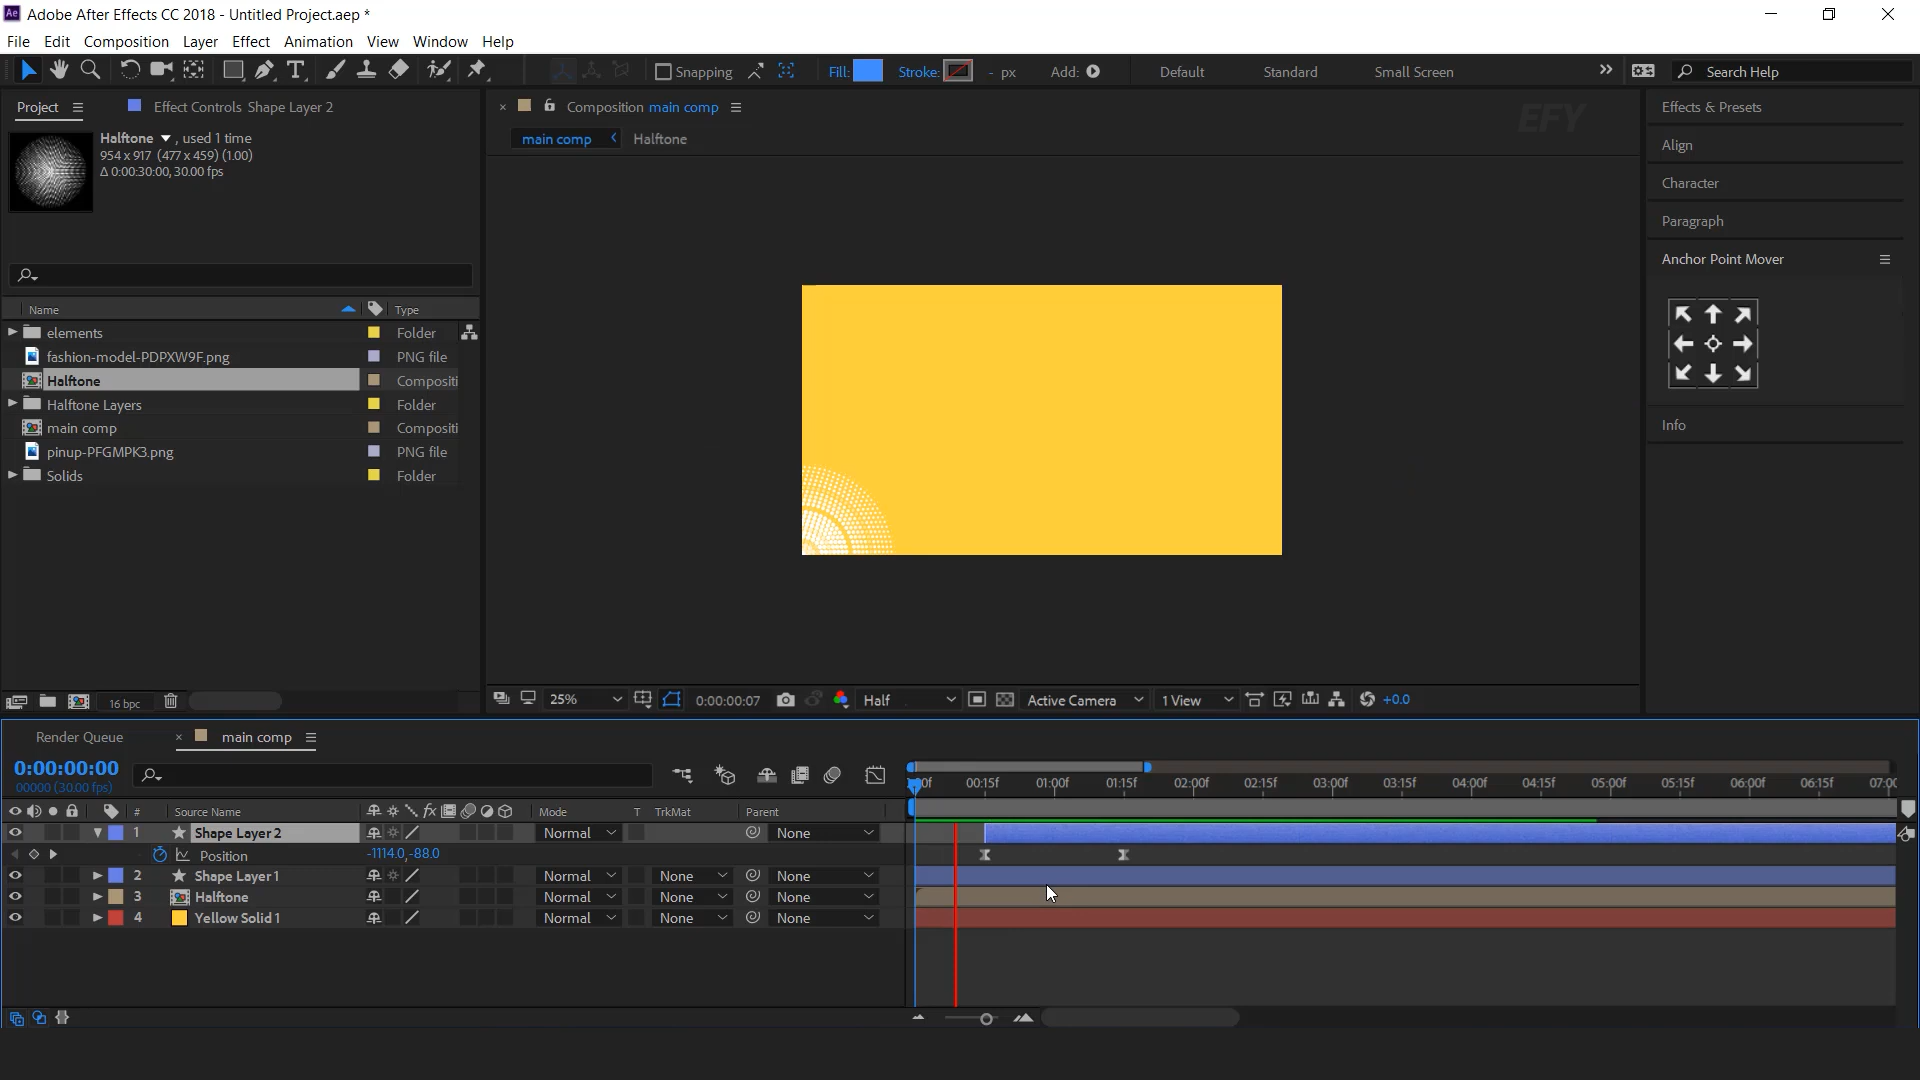 Ae Adobe After Effects CC 2018 - Untitled Project.aep *
File Edit Composition Layer Effect Animation View Window Help
Snapping Fill: Stroke: - px Add: Default Standard Small Screen Search Help
Project Effect Controls Shape Layer 2
Composition main comp
EFY
main comp Halftone
Halftone , used 1 time
954 x 917 (477 x 459) (1.00)
Δ 0:00:30:00, 30.00 fps
Name Type
elements Folder
fashion-model-PDPXW9F.png PNG file
Halftone Compositi
Halftone Layers Folder
main comp Compositi
pinup-PFGMPK3.png PNG file
Solids Folder
16 bpc
25% 0:00:00:07 Half Active Camera 1 View +0.0
Effects & Presets
Align
Character
Paragraph
Anchor Point Mover
Info
Render Queue main comp
0:00:00:00
00000 (30.00 fps)
:00f 00:15f 01:00f 01:15f 02:00f 02:15f 03:00f 03:15f 04:00f 04:15f 05:00f 05:15f 06:00f 06:15f 07:00
# Source Name fx Mode T TrkMat Parent
1 Shape Layer 2 Normal None
Position -1114.0,-88.0
2 Shape Layer 1 Normal None None
3 Halftone Normal None None
4 Yellow Solid 1 Normal None None